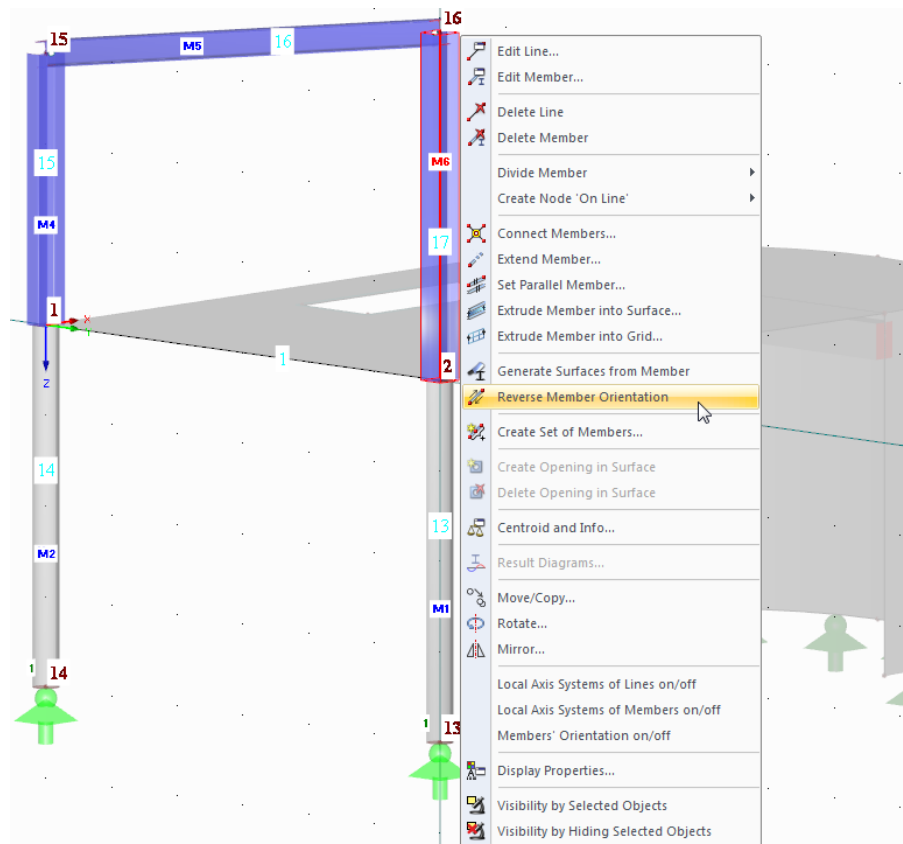 15
M5
16
16
15
M4
M6
17
1
X
Y
Z
1
2
14
M2
13
M1
1
14
1
13
Edit Line...
Edit Member...
Delete Line
Delete Member
Divide Member
Create Node 'On Line'
Connect Members...
Extend Member...
Set Parallel Member...
Extrude Member into Surface...
Extrude Member into Grid...
Generate Surfaces from Member
Reverse Member Orientation
Create Set of Members...
Create Opening in Surface
Delete Opening in Surface
Centroid and Info...
Result Diagrams...
Move/Copy...
Rotate...
Mirror...
Local Axis Systems of Lines on/off
Local Axis Systems of Members on/off
Members' Orientation on/off
Display Properties...
Visibility by Selected Objects
Visibility by Hiding Selected Objects